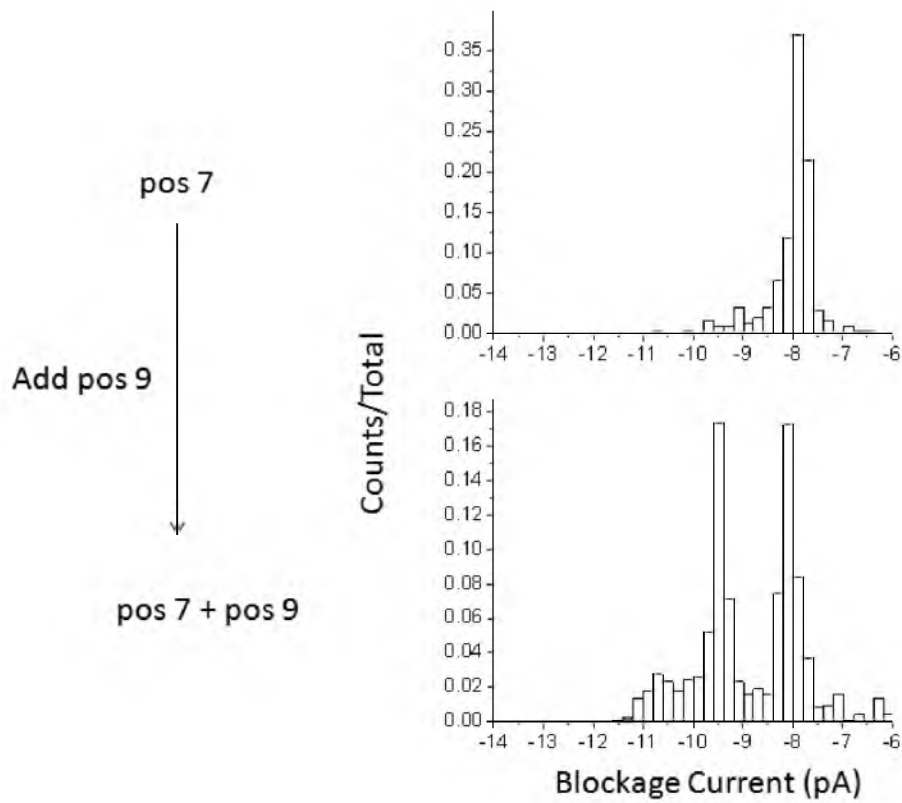 pos 7
Add pos 9
pos 7 + pos 9
Counts/Total
0.35
0.30
0.25
0.20
0.15
0.10
0.05
0.00
-14 -13 -12 -11 -10 -9 -8 -7 -6
0.18
0.16
0.14
0.12
0.10
0.08
0.06
0.04
0.02
0.00
-14 -13 -12 -11 -10 -9 -8 -7 -6
Blockage Current (pA)